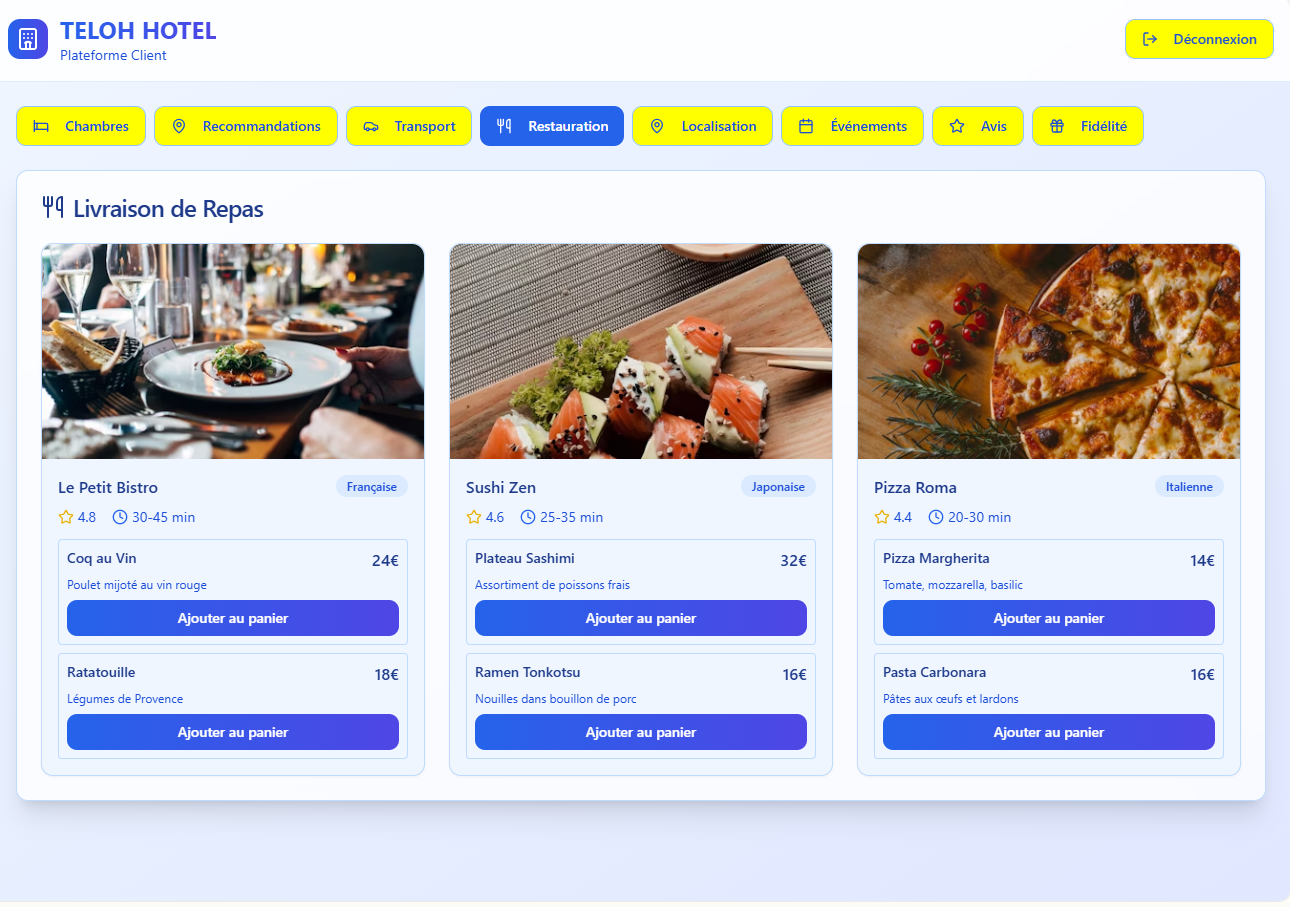 TELOH HOTEL
Plateforme Client
Déconnexion
Chambres
Recommandations
Transport
Restauration
Localisation
Événements
Avis
Fidélité
Livraison de Repas
Le Petit Bistro
Française
4.8
30-45 min
Coq au Vin
24€
Poulet mijoté au vin rouge
Ajouter au panier
Ratatouille
18€
Légumes de Provence
Ajouter au panier
Sushi Zen
Japonaise
4.6
25-35 min
Plateau Sashimi
32€
Assortiment de poissons frais
Ajouter au panier
Ramen Tonkotsu
16€
Nouilles dans bouillon de porc
Ajouter au panier
Pizza Roma
Italienne
4.4
20-30 min
Pizza Margherita
14€
Tomate, mozzarella, basilic
Ajouter au panier
Pasta Carbonara
16€
Pâtes aux œufs et lardons
Ajouter au panier